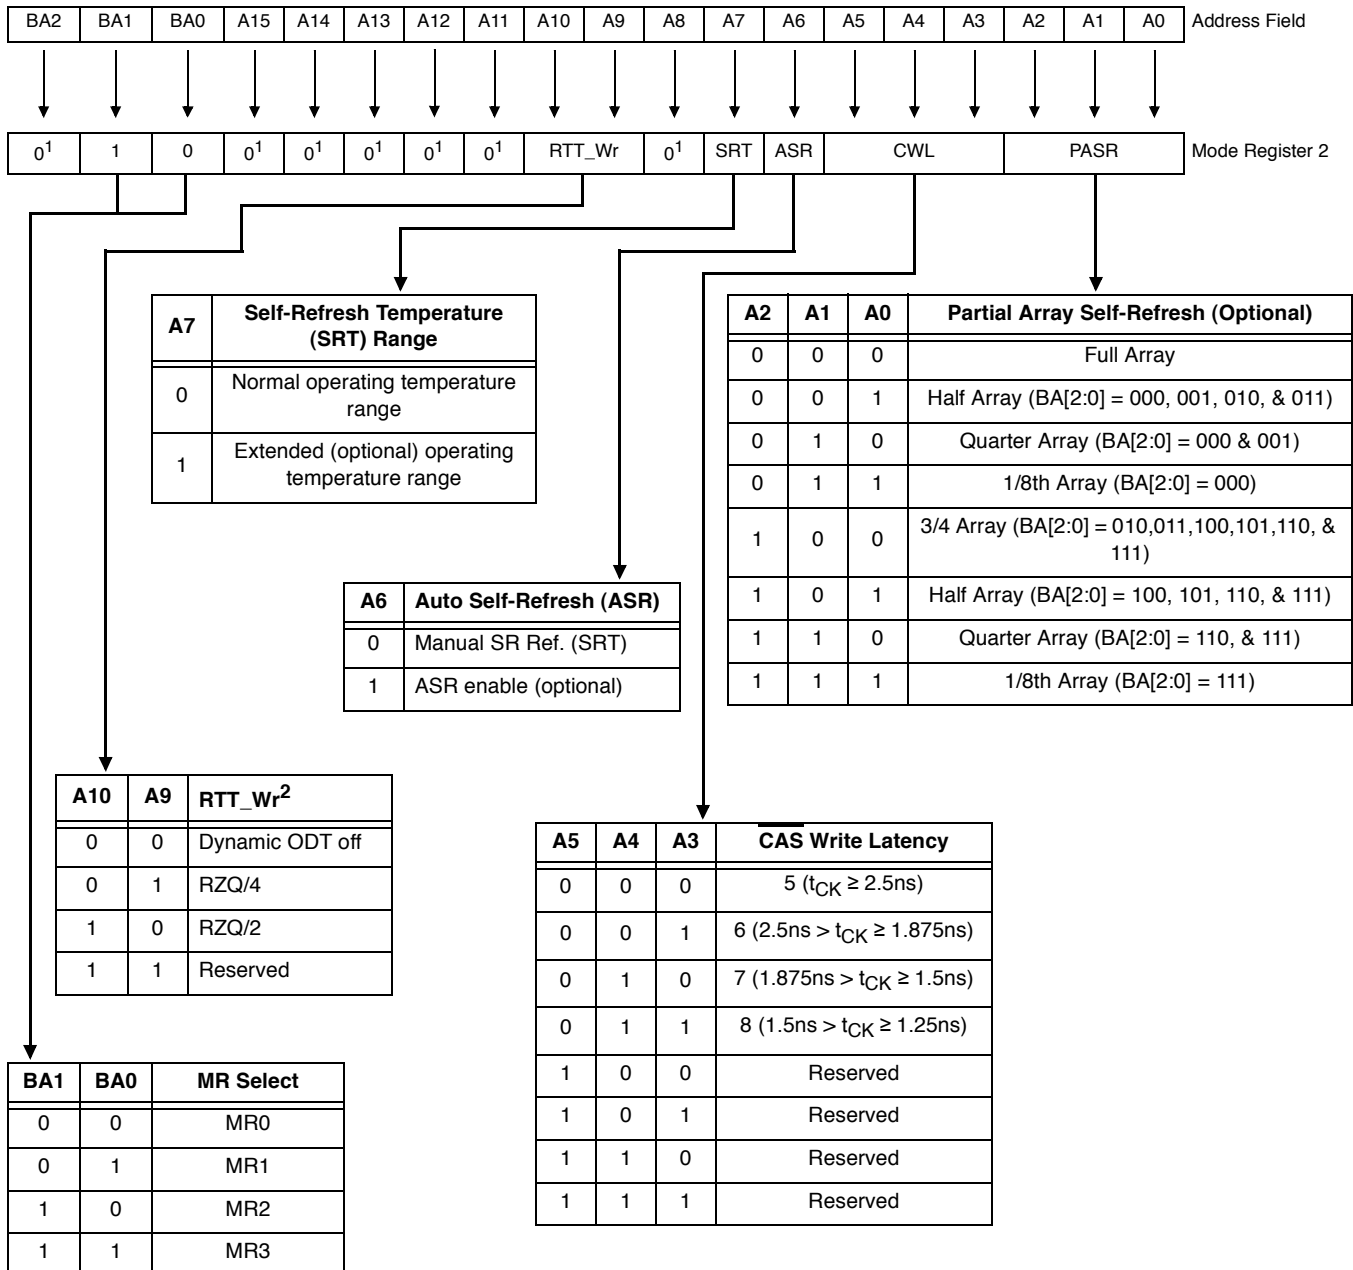 BA2 BA1 BA0 A15 A14 A13 A12 A11 A10 A9 A8 A7 A6 A5 A4 A3 A2 A1 A0 Address Field
0¹ 1 0 0¹ 0¹ 0¹ 0¹ 0¹ RTT_Wr 0¹ SRT ASR CWL PASR Mode Register 2
A7 Self-Refresh Temperature
(SRT) Range
0 Normal operating temperature
range
1 Extended (optional) operating
temperature range
A2 A1 A0 Partial Array Self-Refresh (Optional)
0 0 0 Full Array
0 0 1 Half Array (BA[2:0] = 000, 001, 010, & 011)
0 1 0 Quarter Array (BA[2:0] = 000 & 001)
0 1 1 1/8th Array (BA[2:0] = 000)
1 0 0 3/4 Array (BA[2:0] = 010,011,100,101,110, &
111)
1 0 1 Half Array (BA[2:0] = 100, 101, 110, & 111)
1 1 0 Quarter Array (BA[2:0] = 110, & 111)
1 1 1 1/8th Array (BA[2:0] = 111)
A6 Auto Self-Refresh (ASR)
0 Manual SR Ref. (SRT)
1 ASR enable (optional)
A10 A9 RTT_Wr²
0 0 Dynamic ODT off
0 1 RZQ/4
1 0 RZQ/2
1 1 Reserved
A5 A4 A3 C̅A̅S̅ Write Latency
0 0 0 5 (tCK ≥ 2.5ns)
0 0 1 6 (2.5ns > tCK ≥ 1.875ns)
0 1 0 7 (1.875ns > tCK ≥ 1.5ns)
0 1 1 8 (1.5ns > tCK ≥ 1.25ns)
1 0 0 Reserved
1 0 1 Reserved
1 1 0 Reserved
1 1 1 Reserved
BA1 BA0 MR Select
0 0 MR0
0 1 MR1
1 0 MR2
1 1 MR3